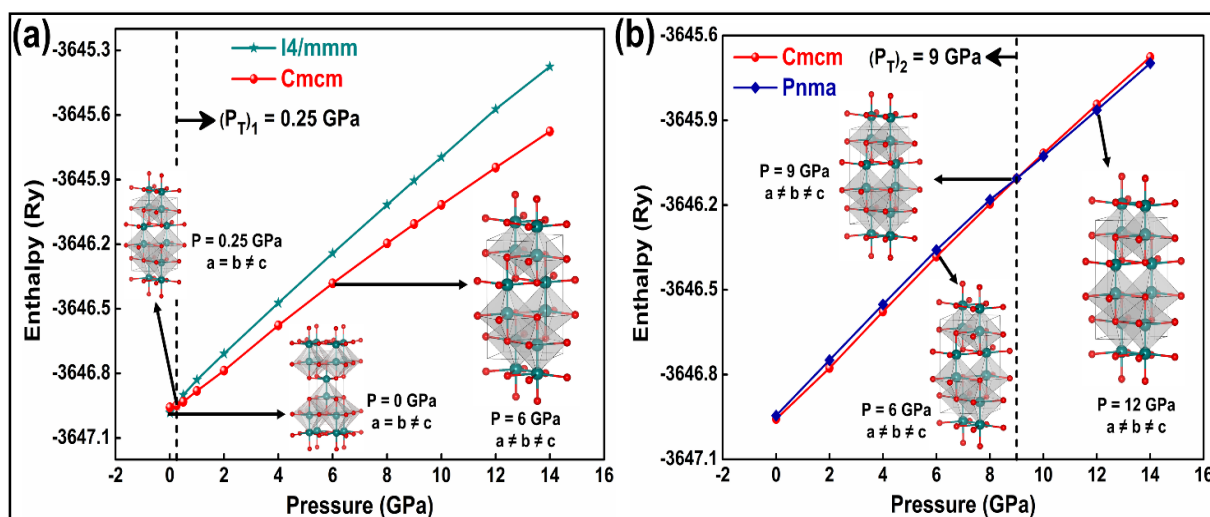 (a)
I4/mmm
Cmcm
(P_T)_1 = 0.25 GPa
P = 0.25 GPa
a = b ≠ c
P = 0 GPa
a = b ≠ c
P = 6 GPa
a ≠ b ≠ c
Enthalpy (Ry)
-3645.3
-3645.6
-3645.9
-3646.2
-3646.5
-3646.8
-3647.1
-2 0 2 4 6 8 10 12 14 16
Pressure (GPa)
(b)
Cmcm
Pnma
(P_T)_2 = 9 GPa
P = 9 GPa
a ≠ b ≠ c
P = 6 GPa
a ≠ b ≠ c
P = 12 GPa
a ≠ b ≠ c
Enthalpy (Ry)
-3645.6
-3645.9
-3646.2
-3646.5
-3646.8
-3647.1
-2 0 2 4 6 8 10 12 14 16
Pressure (GPa)